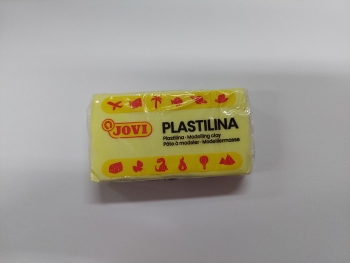 JOVI
PLASTILINA
Plastilina · Modelling clay
Pâte à modeler · Modelliermasse